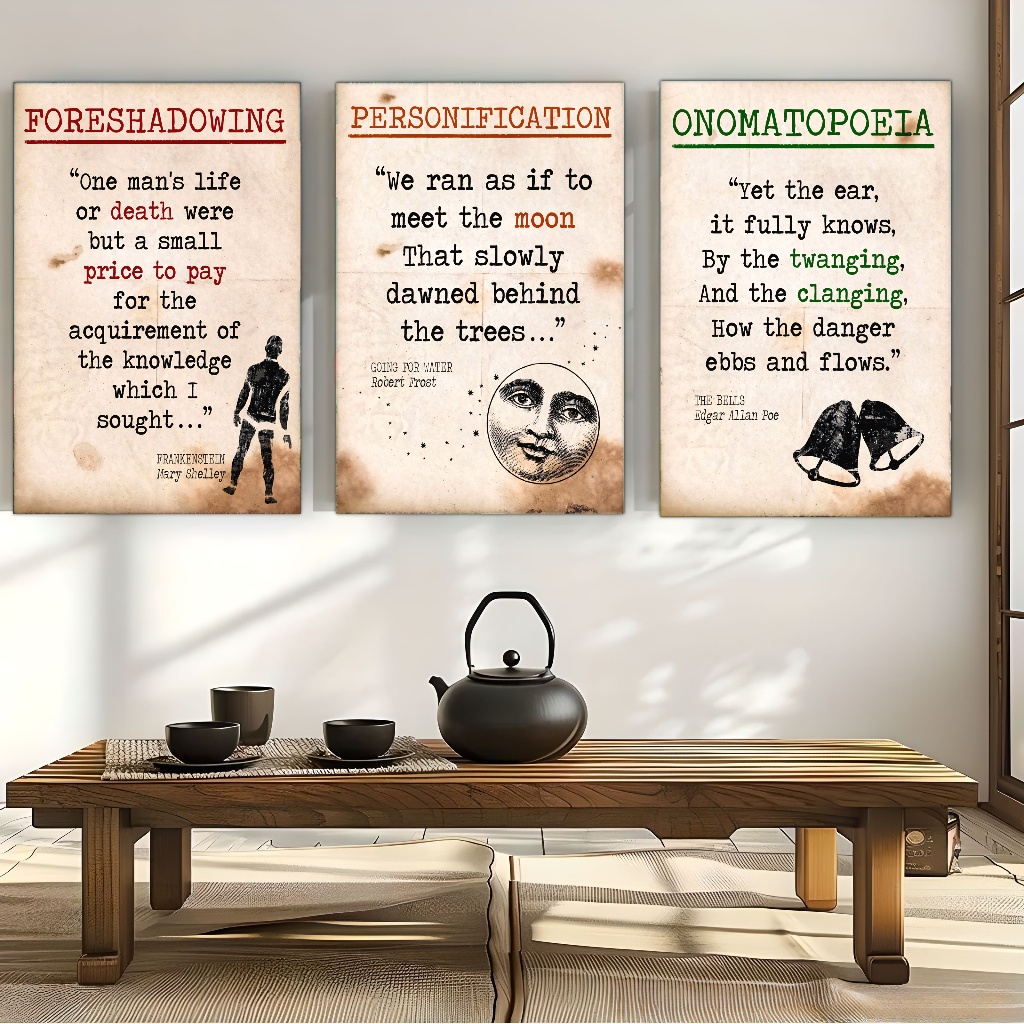 FORESHADOWING
“One man's life
or death were
but a small
price to pay
for the
acquirement of
the knowledge
which I
sought...”
FRANKENSTEIN
Mary Shelley
PERSONIFICATION
“We ran as if to
meet the moon
That slowly
dawned behind
the trees...”
GOING FOR WATER
Robert Frost
ONOMATOPOEIA
“Yet the ear,
it fully knows,
By the twanging,
And the clanging,
How the danger
ebbs and flows.”
THE BELLS
Edgar Allan Poe